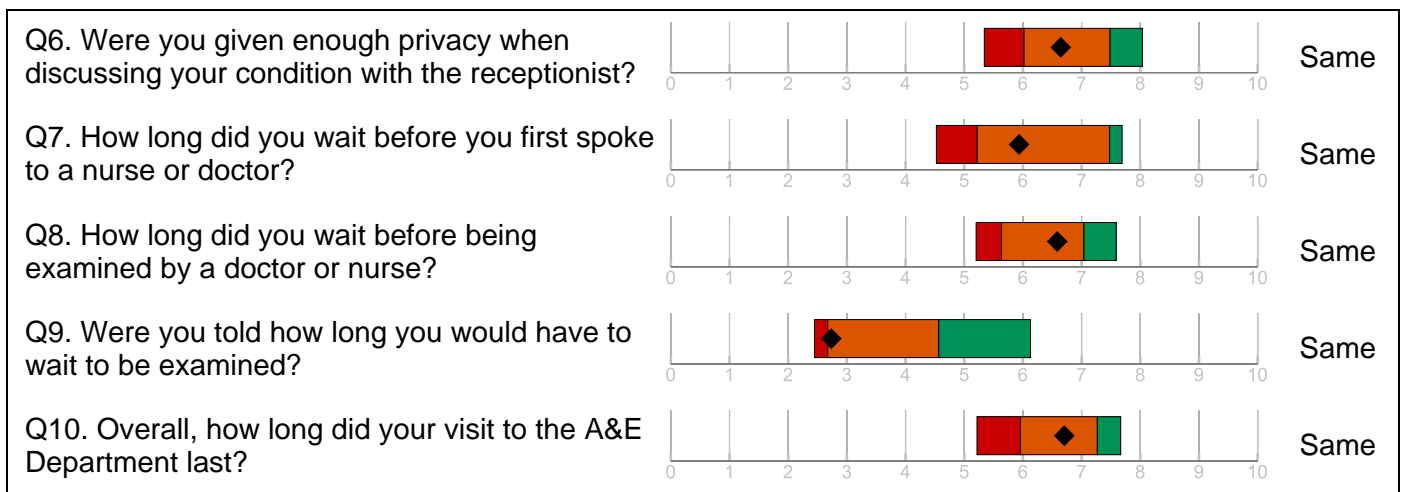 Q6. Were you given enough privacy when
discussing your condition with the receptionist?
0 1 2 3 4 5 6 7 8 9 10
Same
Q7. How long did you wait before you first spoke
to a nurse or doctor?
0 1 2 3 4 5 6 7 8 9 10
Same
Q8. How long did you wait before being
examined by a doctor or nurse?
0 1 2 3 4 5 6 7 8 9 10
Same
Q9. Were you told how long you would have to
wait to be examined?
0 1 2 3 4 5 6 7 8 9 10
Same
Q10. Overall, how long did your visit to the A&E
Department last?
0 1 2 3 4 5 6 7 8 9 10
Same